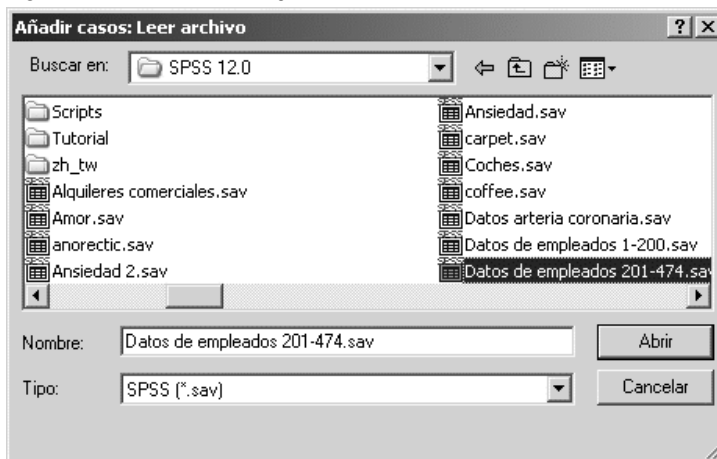 Añadir casos: Leer archivo
Buscar en: SPSS 12.0
Scripts
Tutorial
zh_tw
Alquileres comerciales.sav
Amor.sav
anorectic.sav
Ansiedad 2.sav
Ansiedad.sav
carpet.sav
Coches.sav
coffee.sav
Datos arteria coronaria.sav
Datos de empleados 1-200.sav
Datos de empleados 201-474.sav
Nombre: Datos de empleados 201-474.sav
Abrir
Tipo: SPSS (*.sav)
Cancelar